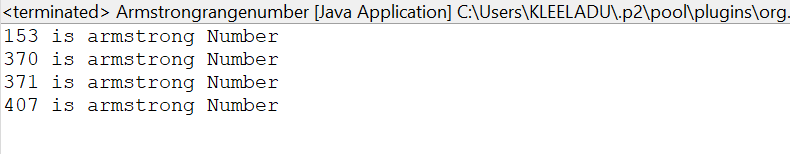 <terminated> Armstrongrangenumber [Java Application] C:\Users\KLEELADU\.p2\pool\plugins\org.
153 is armstrong Number
370 is armstrong Number
371 is armstrong Number
407 is armstrong Number